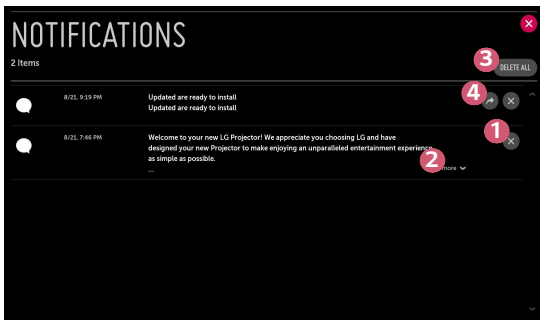 NOTIFICATIONS
2 Items
3
DELETE ALL
4
8/21, 9:19 PM
Updated are ready to install
Updated are ready to install
1
8/21, 7:46 PM
Welcome to your new LG Projector! We appreciate you choosing LG and have
designed your new Projector to make enjoying an unparalleled entertainment experience
as simple as possible.
...
2
more